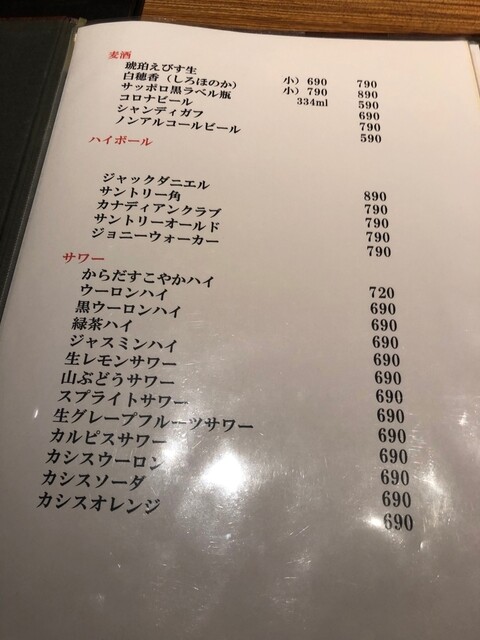 麦酒
琥珀えびす生 小）690 790
白穂香（しろほのか） 小）790 890
サッポロ黒ラベル瓶 334ml 590
コロナビール 690
シャンディガフ 790
ノンアルコールビール 590
ハイボール
ジャックダニエル 890
サントリー角 790
カナディアンクラブ 790
サントリーオールド 790
ジョニーウォーカー 790
サワー
からだすこやかハイ 720
ウーロンハイ 690
黒ウーロンハイ 690
緑茶ハイ 690
ジャスミンハイ 690
生レモンサワー 690
山ぶどうサワー 690
スプライトサワー 690
生グレープフルーツサワー 690
カルピスサワー 690
カシスウーロン 690
カシスソーダ 690
カシスオレンジ 690